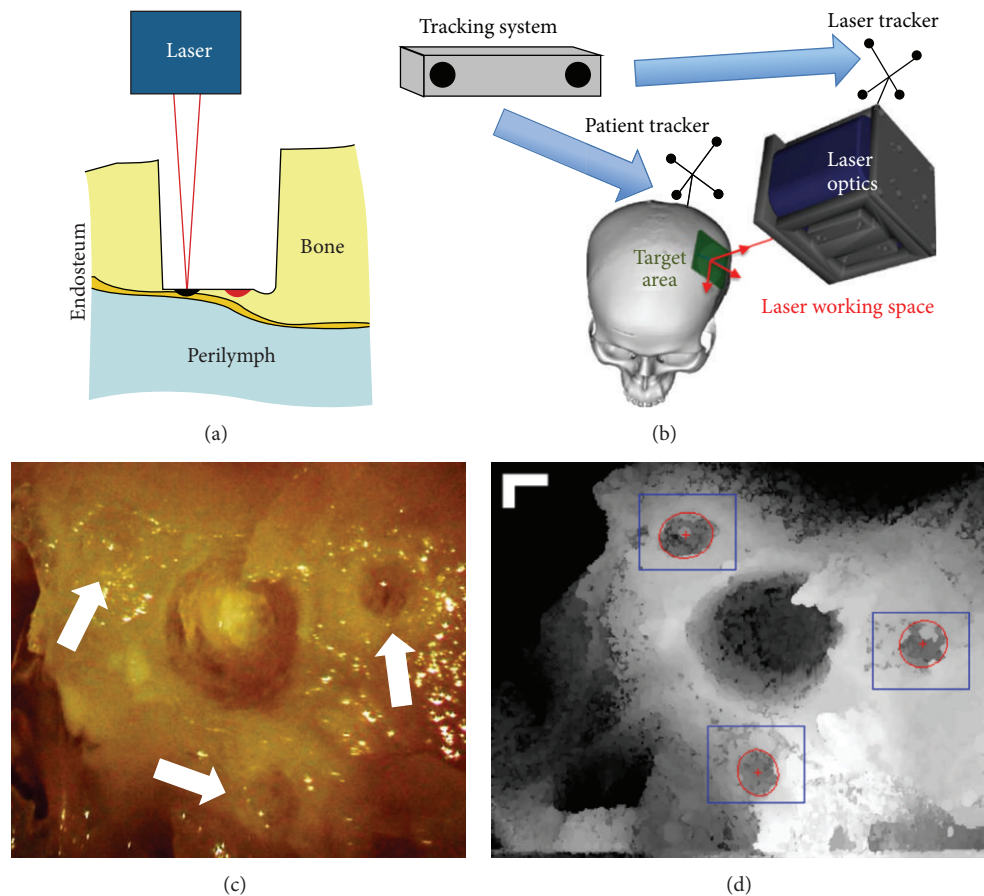 Laser
Endosteum
Bone
Perilymph
(a)
Tracking system
Laser tracker
Patient tracker
Laser
optics
Target
area
Laser working space
(b)
(c)
(d)